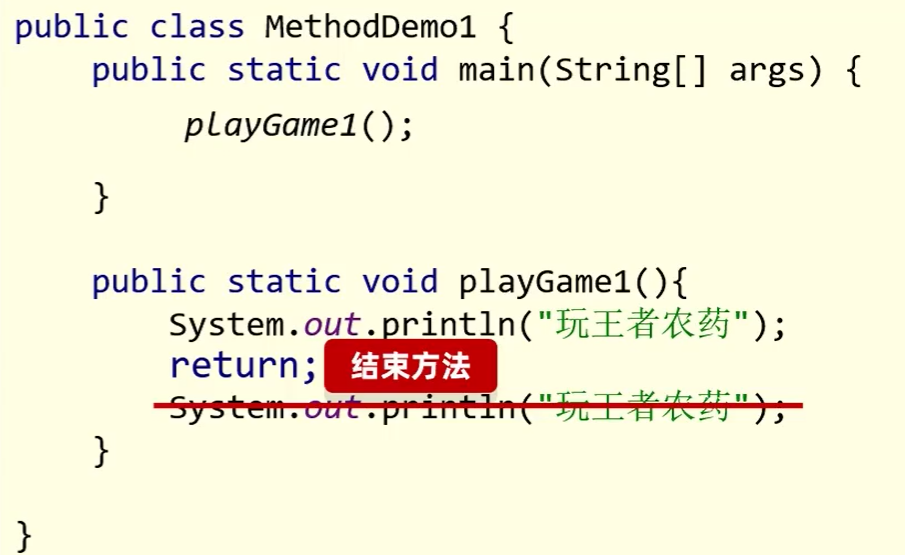 public class MethodDemo1 {
public static void main(String[] args) {
playGame1();
}
public static void playGame1(){
System.out.println("玩王者农药");
return; 结束方法
System.out.println("玩王者农药");
}
}